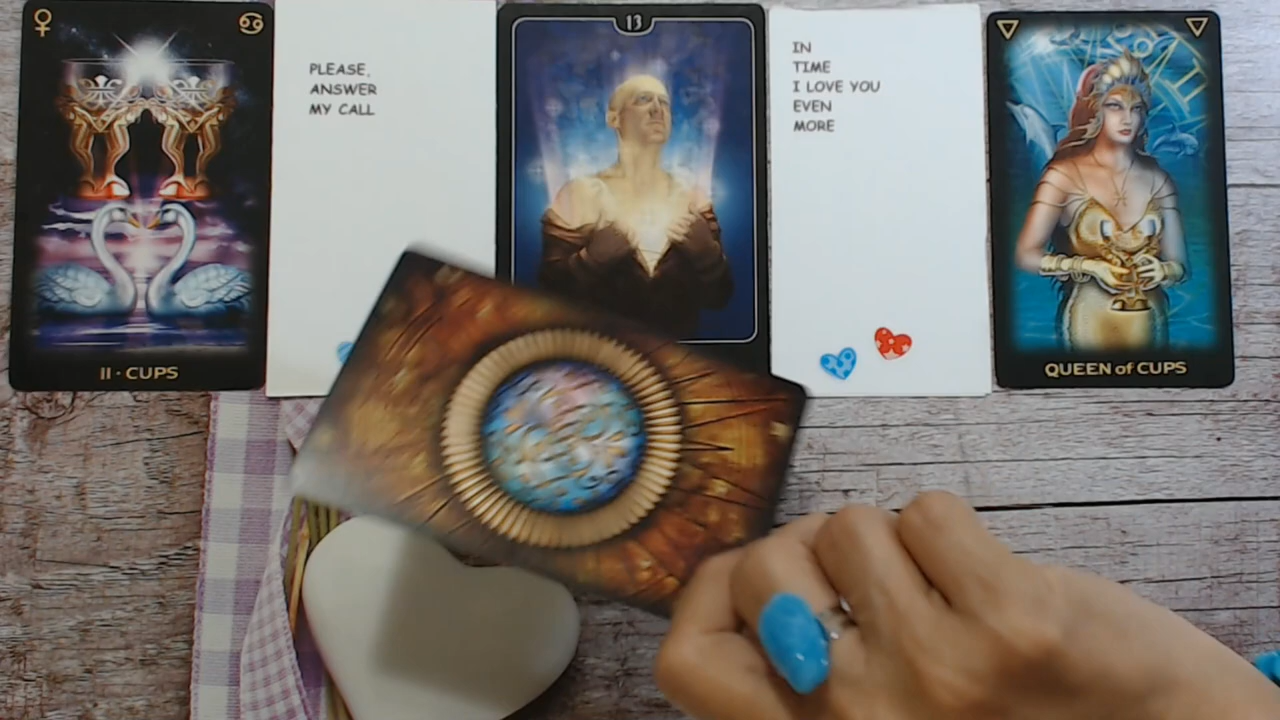 II · CUPS
PLEASE,
ANSWER
MY CALL
13
IN
TIME
I LOVE YOU
EVEN
MORE
QUEEN of CUPS